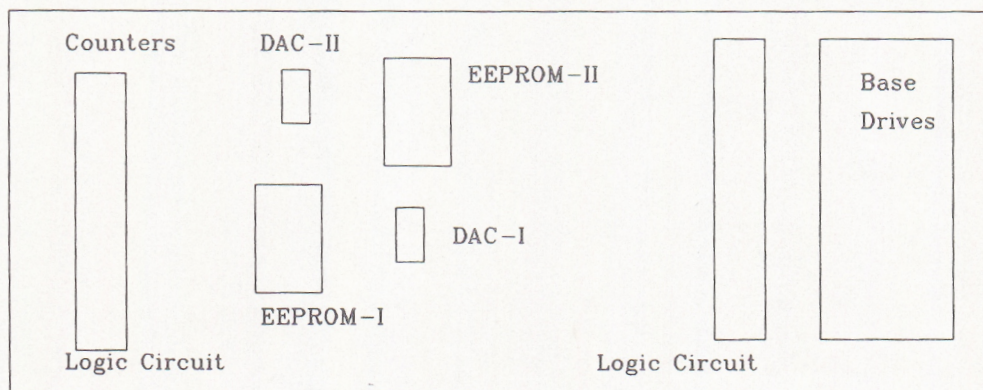 Counters
DAC-II
EEPROM-II
Base
Drives
DAC-I
EEPROM-I
Logic Circuit
Logic Circuit